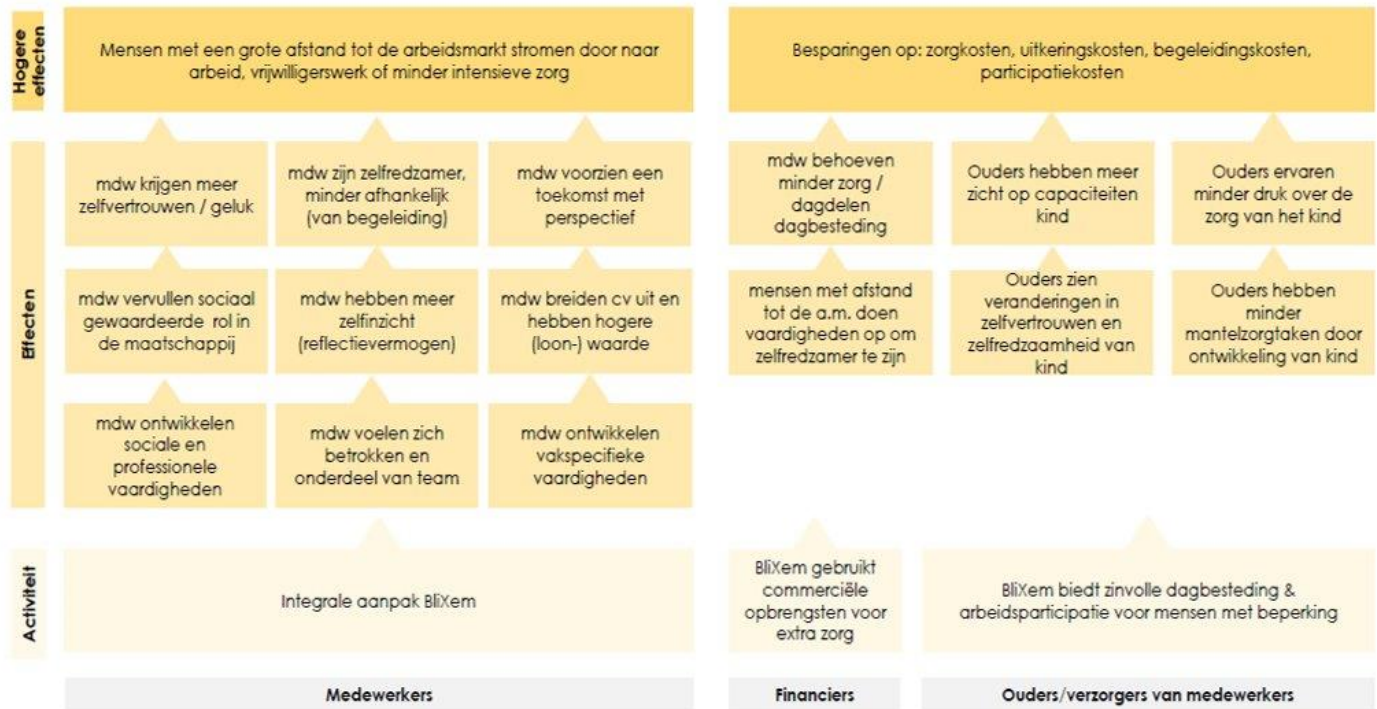 Hogere
effecten
Mensen met een grote afstand tot de arbeidsmarkt stromen door naar
arbeid, vrijwilligerswerk of minder intensieve zorg
Besparingen op: zorgkosten, uitkeringskosten, begeleidingskosten,
participatiekosten
Effecten
mdw krijgen meer
zelfvertrouwen / geluk
mdw zijn zelfredzamer,
minder afhankelijk
(van begeleiding)
mdw voorzien een
toekomst met
perspectief
mdw behoeven
minder zorg /
dagdelen
dagbesteding
Ouders hebben meer
zicht op capaciteiten
kind
Ouders ervaren
minder druk over de
zorg van het kind
mdw vervullen sociaal
gewaardeerde rol in
de maatschappij
mdw hebben meer
zelfinzicht
(reflectievermogen)
mdw breiden cv uit en
hebben hogere
(loon-) waarde
mensen met afstand
tot de a.m. doen
vaardigheden op om
zelfredzamer te zijn
Ouders zien
veranderingen in
zelfvertrouwen en
zelfredzaamheid van
kind
Ouders hebben
minder
mantelzorgtaken door
ontwikkeling van kind
mdw ontwikkelen
sociale en
professionele
vaardigheden
mdw voelen zich
betrokken en
onderdeel van team
mdw ontwikkelen
vakspecifieke
vaardigheden
Activiteit
Integrale aanpak BliXem
BliXem gebruikt
commerciële
opbrengsten voor
extra zorg
BliXem biedt zinvolle dagbesteding &
arbeidsparticipatie voor mensen met beperking
Medewerkers
Financiers
Ouders/verzorgers van medewerkers